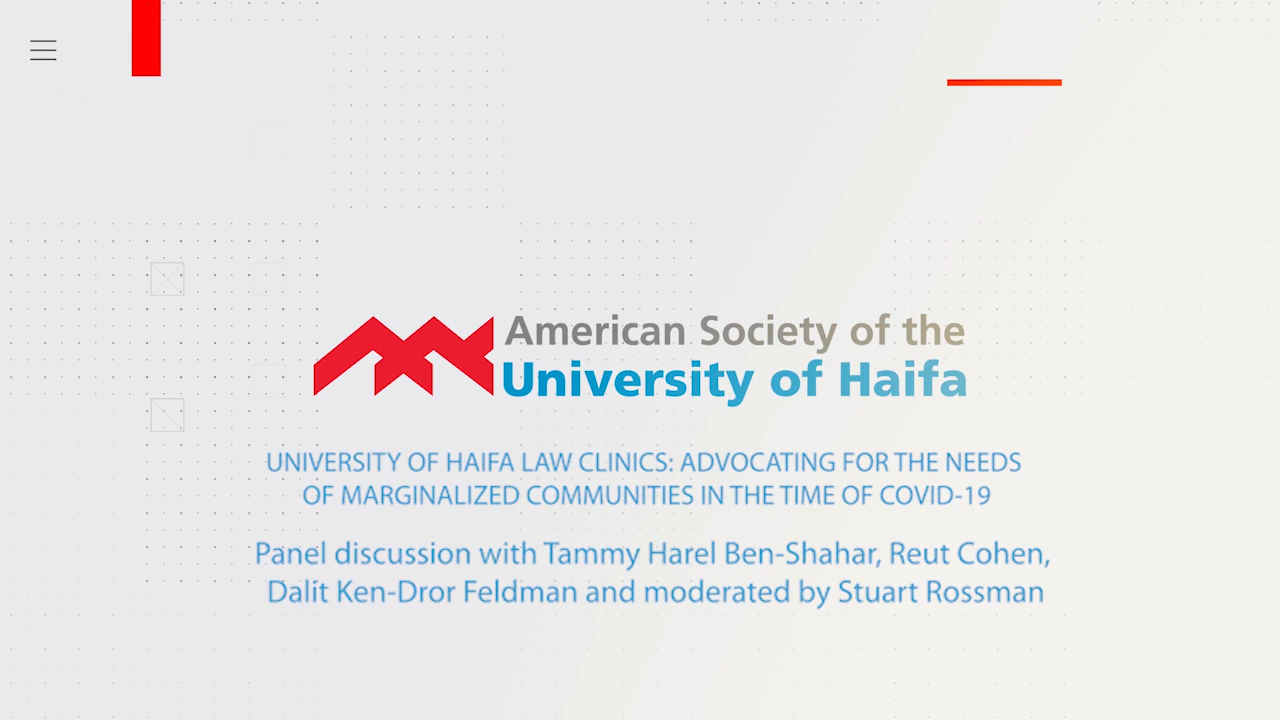 American Society of the
University of Haifa
UNIVERSITY OF HAIFA LAW CLINICS: ADVOCATING FOR THE NEEDS
OF MARGINALIZED COMMUNITIES IN THE TIME OF COVID-19
Panel discussion with Tammy Harel Ben-Shahar, Reut Cohen,
Dalit Ken-Dror Feldman and moderated by Stuart Rossman